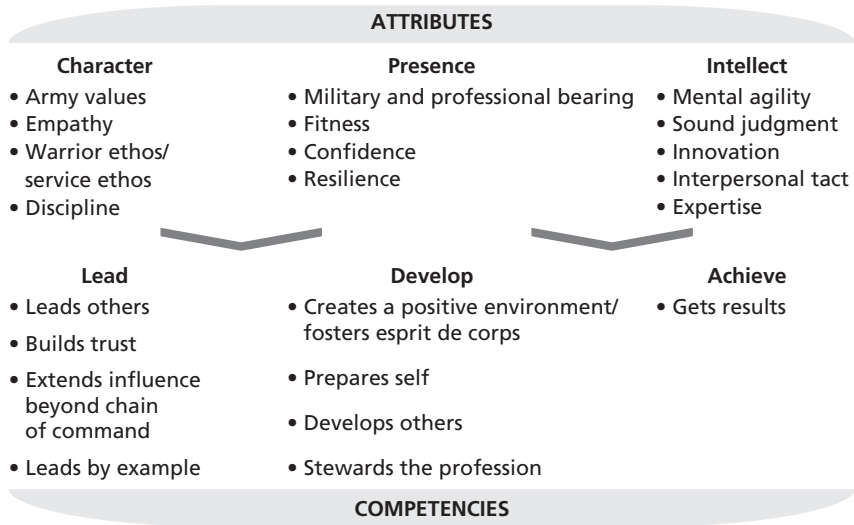 ATTRIBUTES
Character
• Army values
• Empathy
• Warrior ethos/
service ethos
• Discipline
Presence
• Military and professional bearing
• Fitness
• Confidence
• Resilience
Intellect
• Mental agility
• Sound judgment
• Innovation
• Interpersonal tact
• Expertise
Lead
• Leads others
• Builds trust
• Extends influence
beyond chain
of command
• Leads by example
Develop
• Creates a positive environment/
fosters esprit de corps
• Prepares self
• Develops others
• Stewards the profession
Achieve
• Gets results
COMPETENCIES